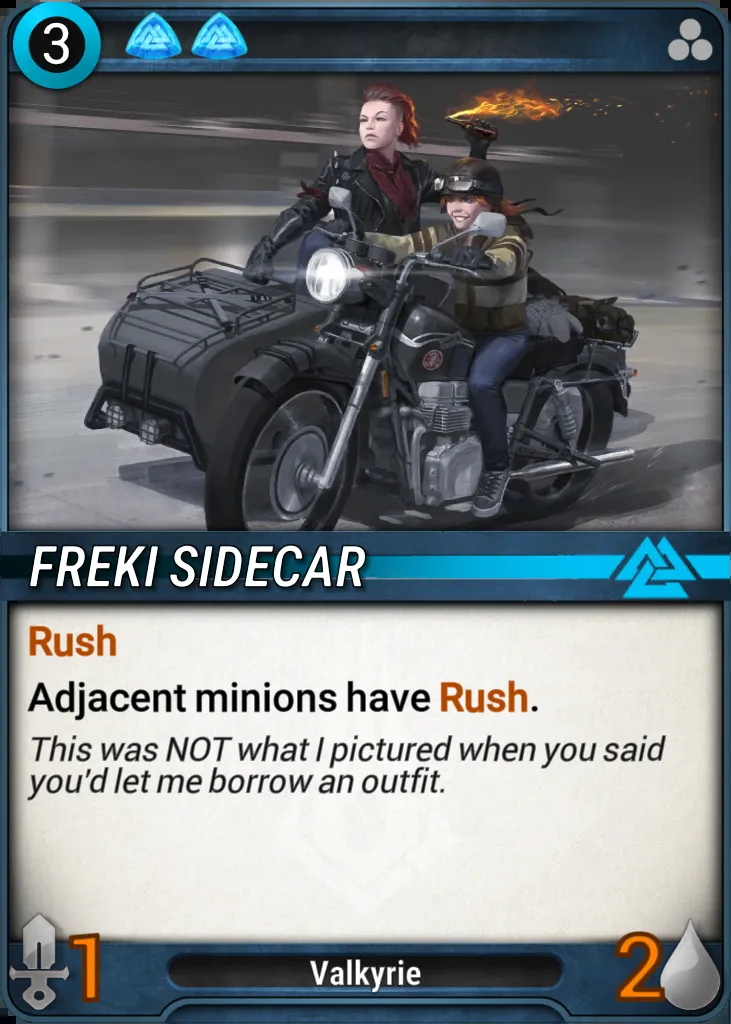 3
FREKI SIDECAR
Rush
Adjacent minions have Rush.
This was NOT what I pictured when you said
you'd let me borrow an outfit.
1
Valkyrie
2